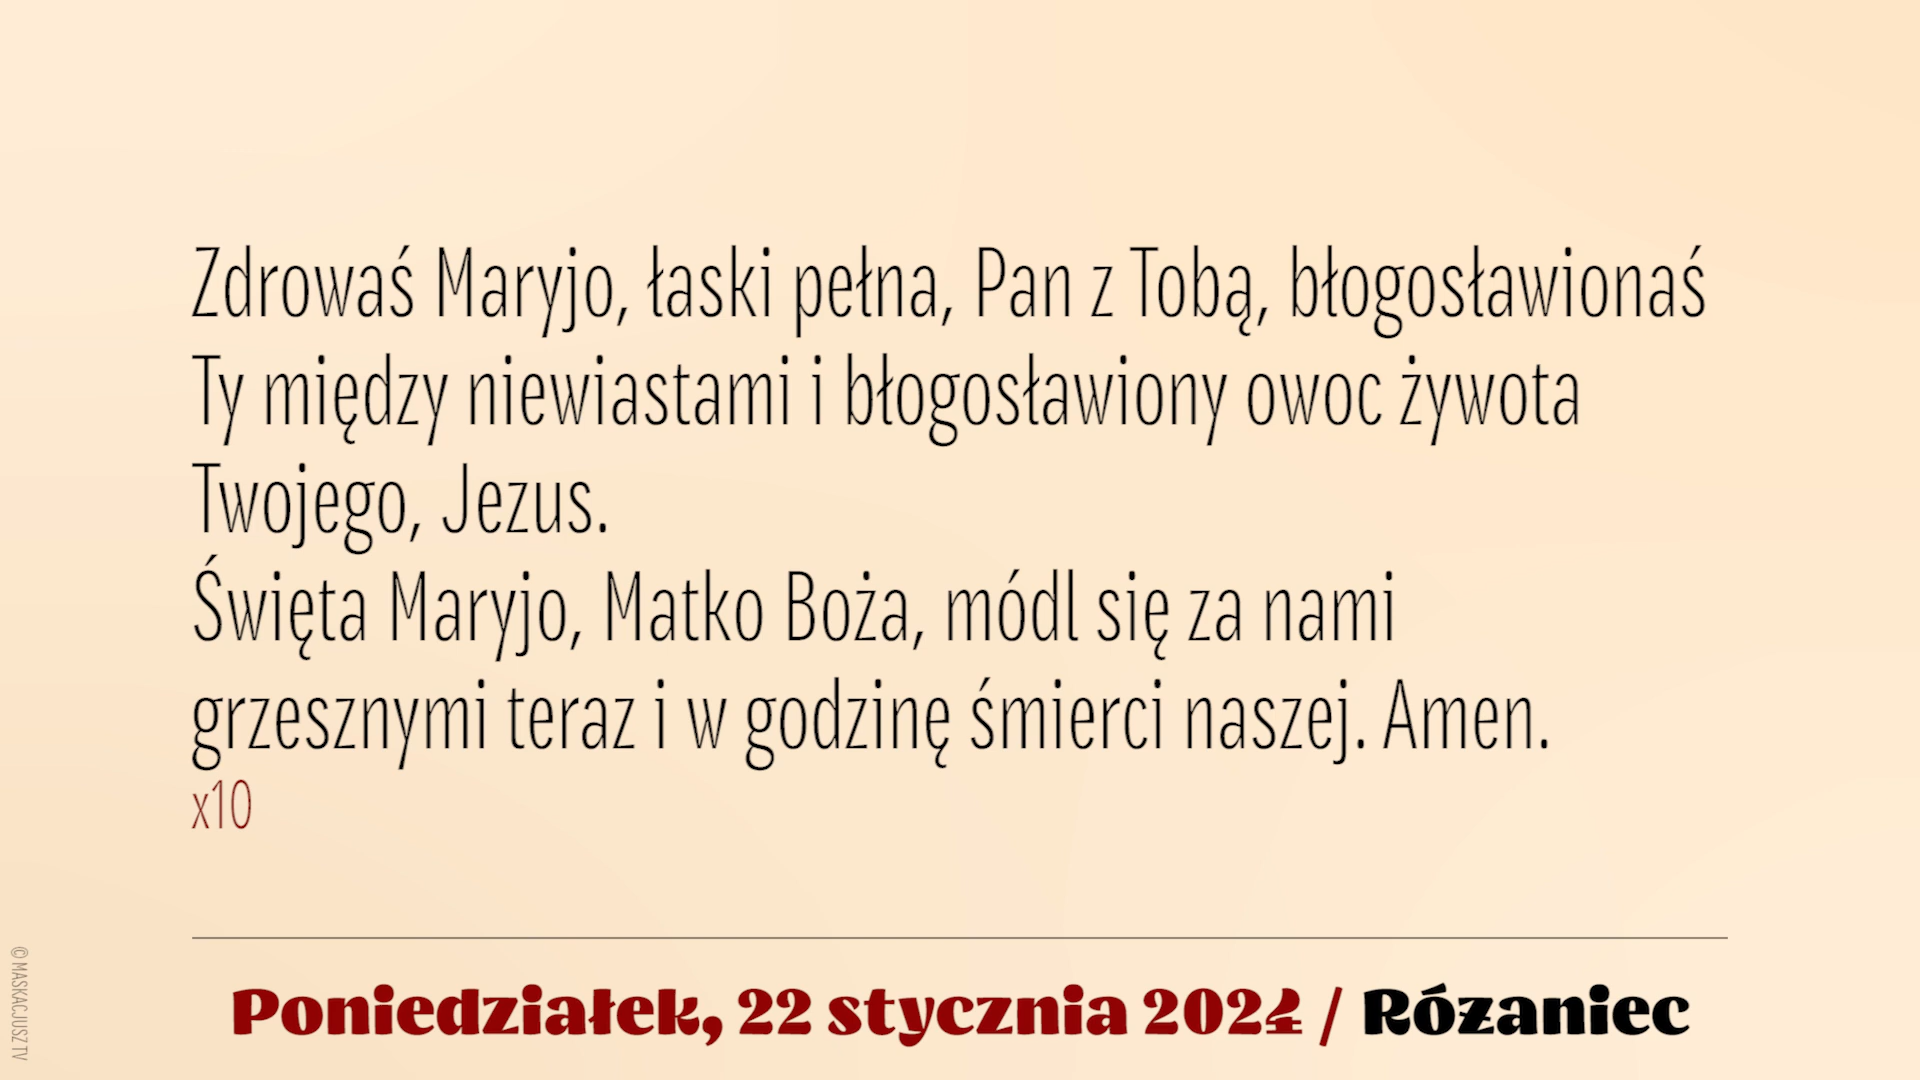 Zdrowaś Maryjo, łaski pełna, Pan z Tobą, błogosławionaś
Ty między niewiastami i błogosławiony owoc żywota
Twojego, Jezus.
Święta Maryjo, Matko Boża, módl się za nami
grzesznymi teraz i w godzinę śmierci naszej. Amen.
x10
Poniedziałek, 22 stycznia 2024 / Różaniec
© MASKACJUSZ TV